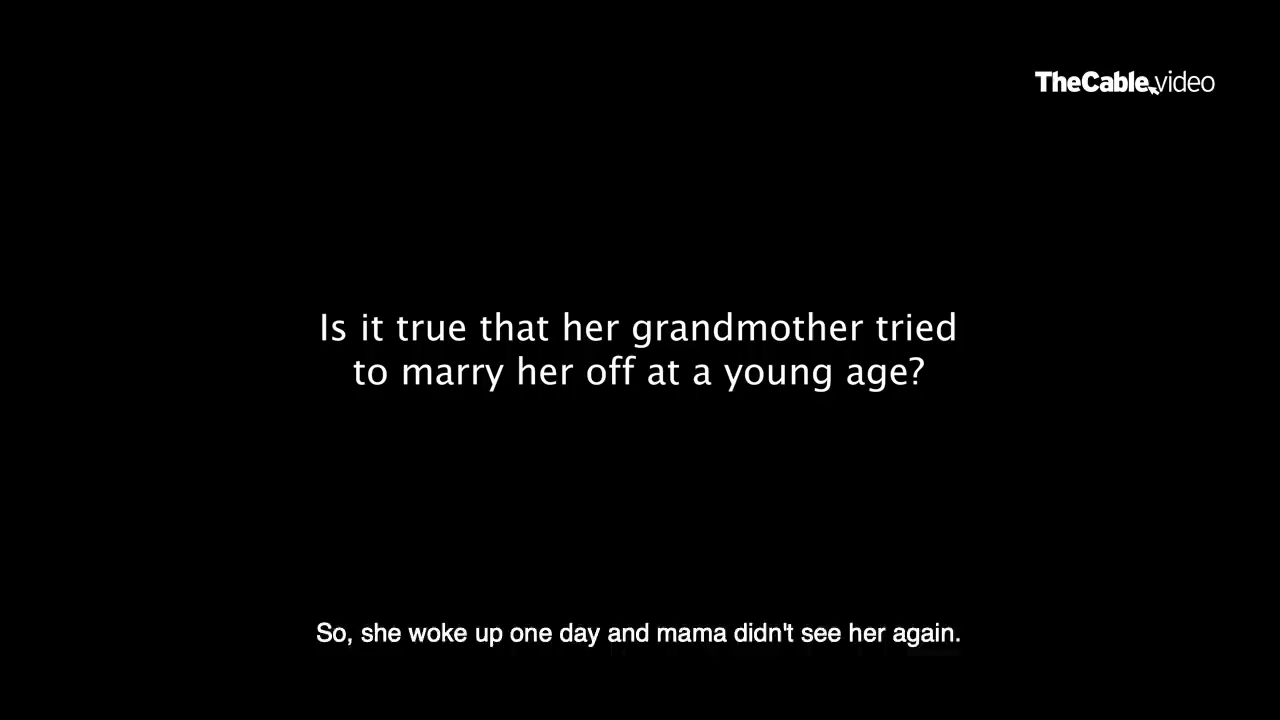 TheCable.video
Is it true that her grandmother tried
to marry her off at a young age?
So, she woke up one day and mama didn't see her again.